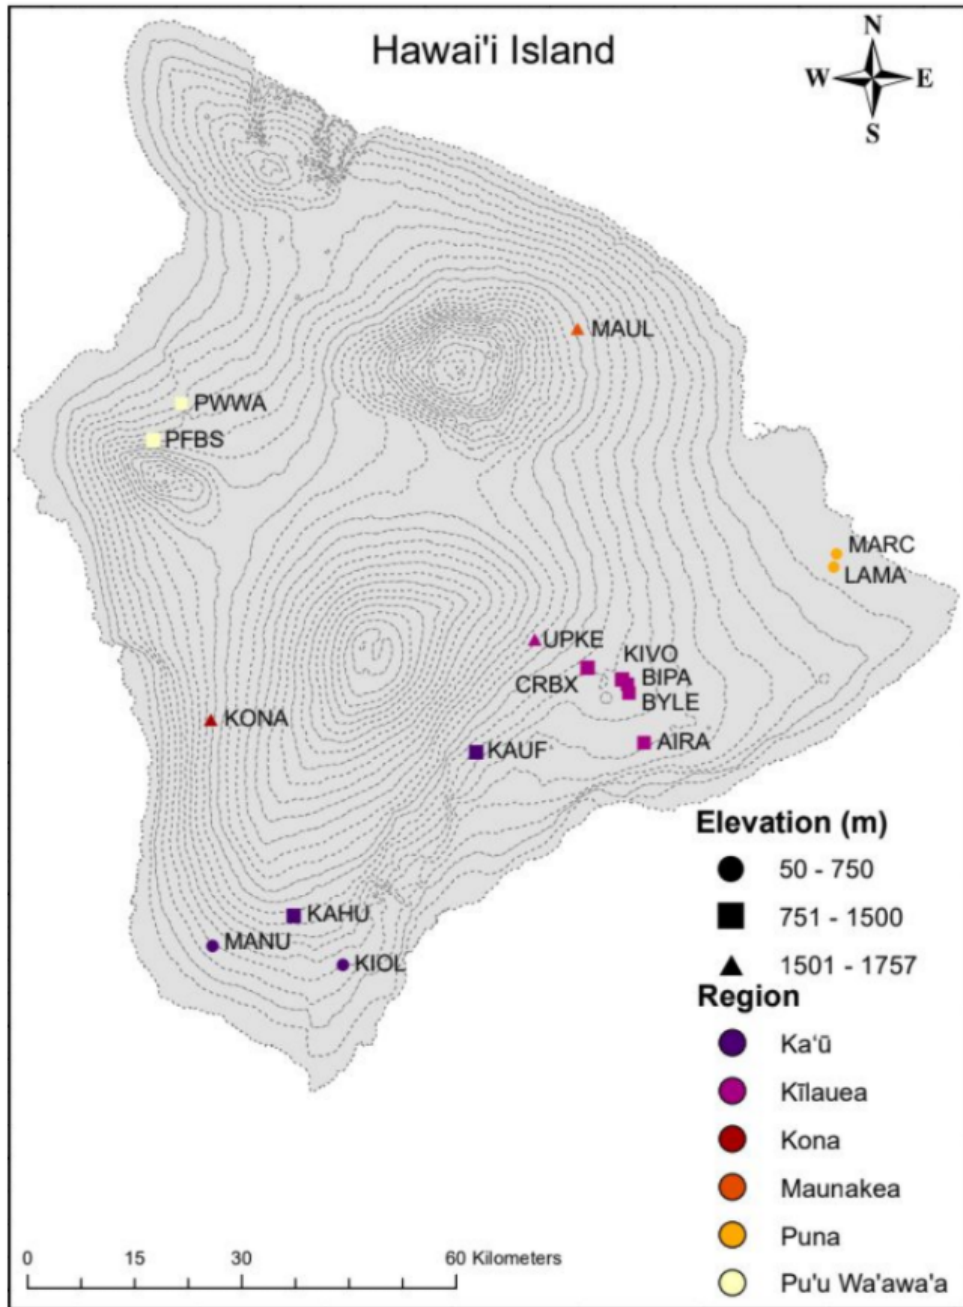 Hawai'i Island
N
W E
S
MAUL
PWWA
PFBS
MARC
LAMA
UPKE
KIVO
CRBX
BIPA
BYLE
KONA
KAUF
AIRA
KAHU
MANU
KIOL
Elevation (m)
50 - 750
751 - 1500
1501 - 1757
Region
Ka‘ū
Kīlauea
Kona
Maunakea
Puna
Pu'u Wa'awa'a
0 15 30 60 Kilometers